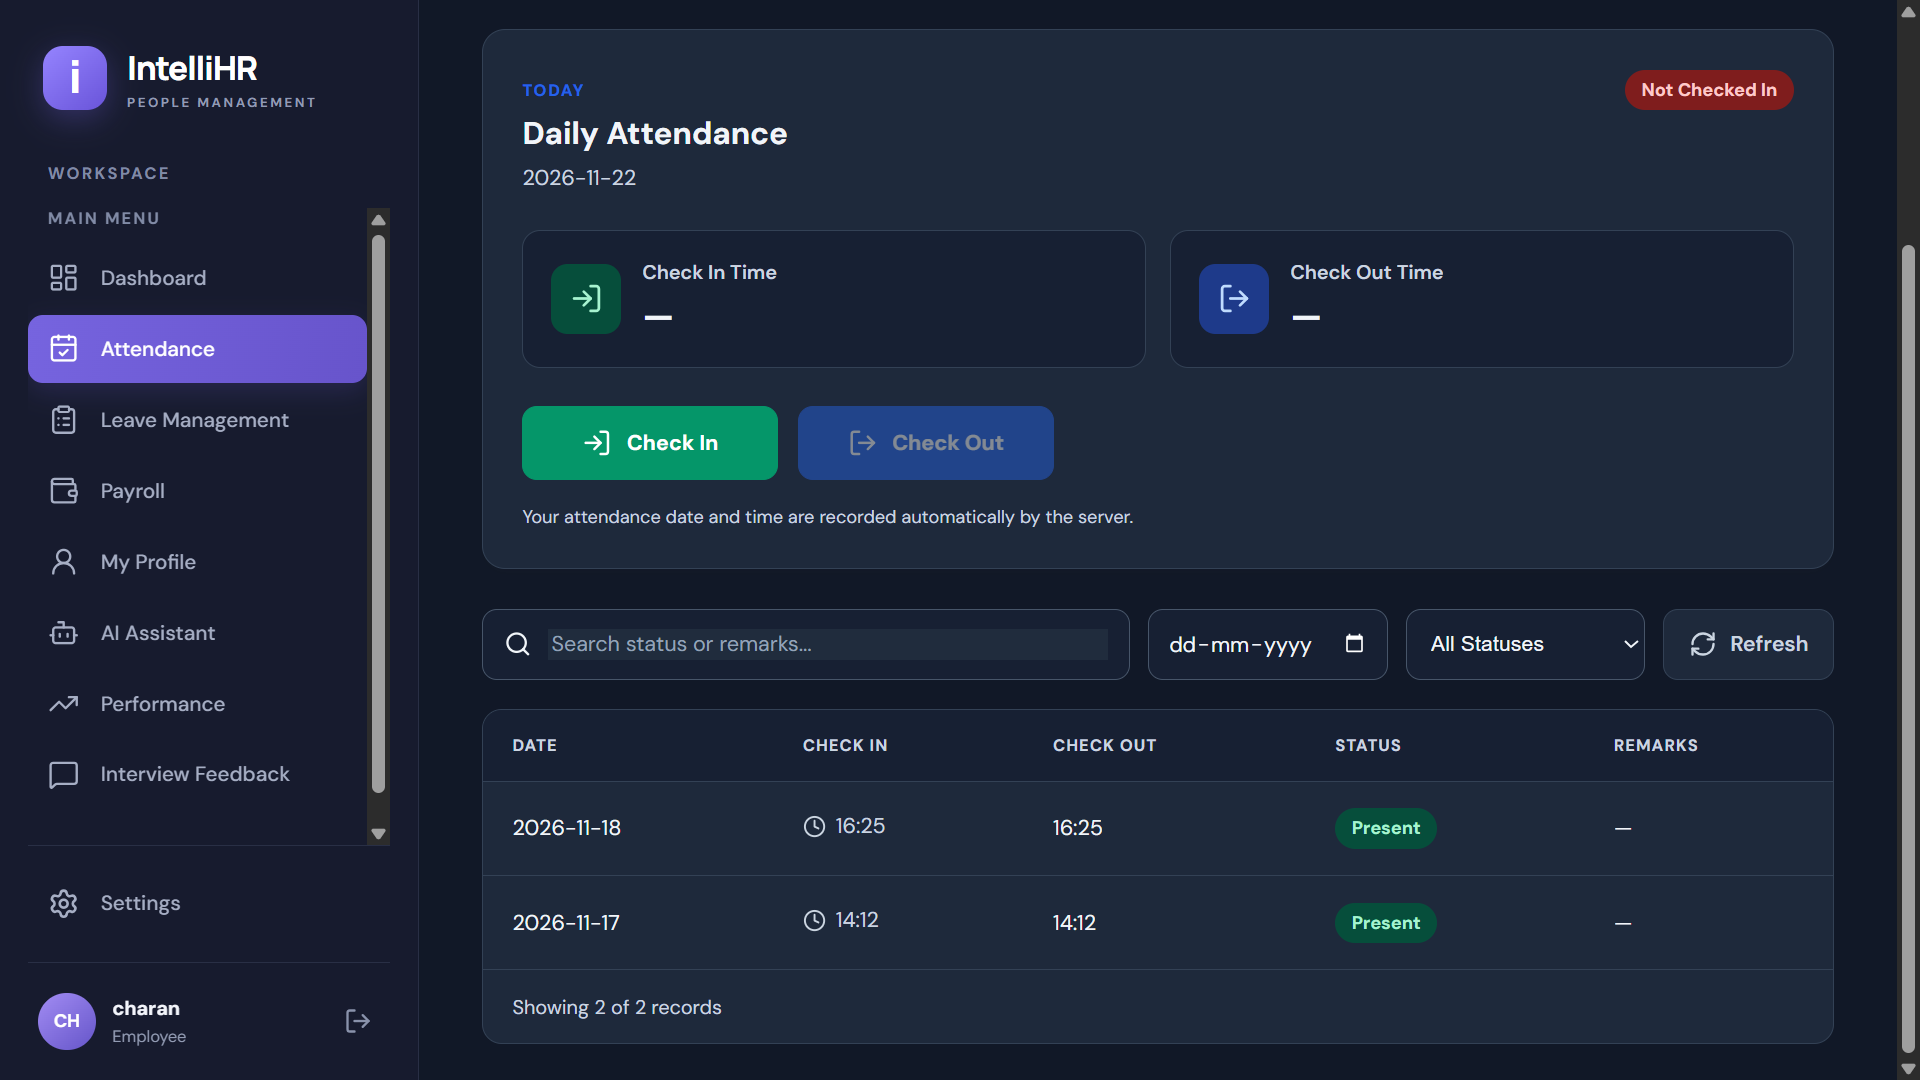 i
IntelliHR
PEOPLE MANAGEMENT
WORKSPACE
MAIN MENU
Dashboard
Attendance
Leave Management
Payroll
My Profile
AI Assistant
Performance
Interview Feedback
Settings
CH
charan
Employee
TODAY
Not Checked In
Daily Attendance
2026-11-22
Check In Time
—
Check Out Time
—
Check In
Check Out
Your attendance date and time are recorded automatically by the server.
Search status or remarks...
dd-mm-yyyy
All Statuses
Refresh
DATE CHECK IN CHECK OUT STATUS REMARKS
2026-11-18 16:25 16:25 Present —
2026-11-17 14:12 14:12 Present —
Showing 2 of 2 records